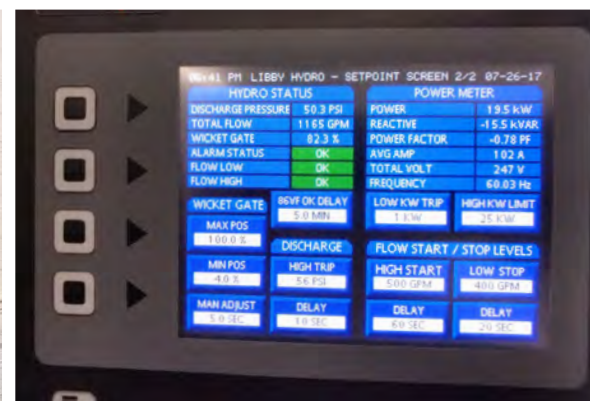 06:41 PM LIBBY HYDRO - SETPOINT SCREEN 2/2 07-26-17
HYDRO STATUS
DISCHARGE PRESSURE 50.3 PSI
TOTAL FLOW 1165 GPM
WICKET GATE 82.3 %
ALARM STATUS OK
FLOW LOW OK
FLOW HIGH OK
POWER METER
POWER 19.5 kW
REACTIVE -15.5 kVAR
POWER FACTOR -0.78 PF
AVG AMP 102 A
TOTAL VOLT 247 V
FREQUENCY 60.03 Hz
WICKET GATE
MAX POS
100.0 %
MIN POS
4.0 %
MAN ADJUST
5.0 SEC
86VF OK DELAY
5.0 MIN
DISCHARGE
HIGH TRIP
56 PSI
DELAY
10 SEC
LOW KW TRIP
1 KW
HIGH KW LIMIT
25 KW
FLOW START / STOP LEVELS
HIGH START
500 GPM
LOW STOP
400 GPM
DELAY
60 SEC
DELAY
20 SEC